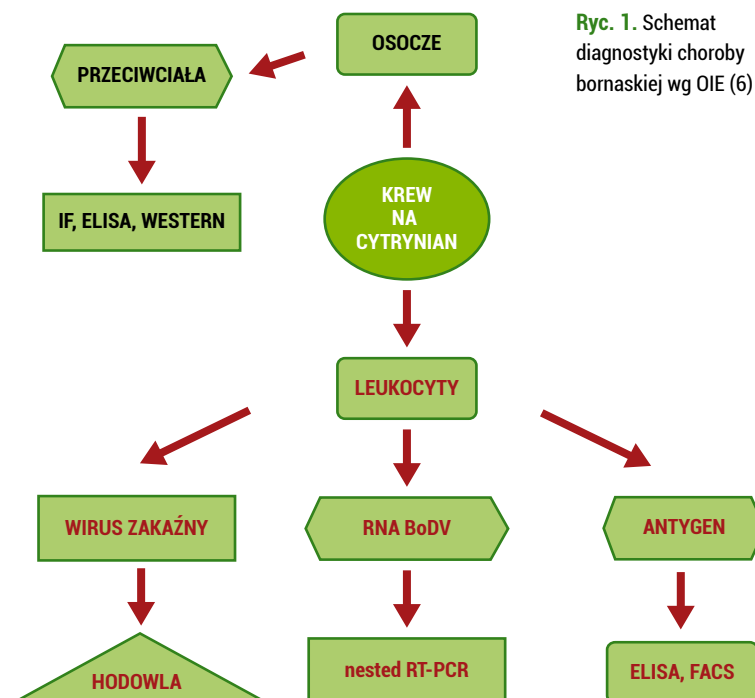 OSOCZE
Ryc. 1. Schemat
diagnostyki choroby
bornaskiej wg OIE (6)
PRZECIWCIAŁA
IF, ELISA, WESTERN
KREW
NA
CYTRYNIAN
LEUKOCYTY
WIRUS ZAKAŹNY
RNA BoDV
ANTYGEN
HODOWLA
nested RT-PCR
ELISA, FACS